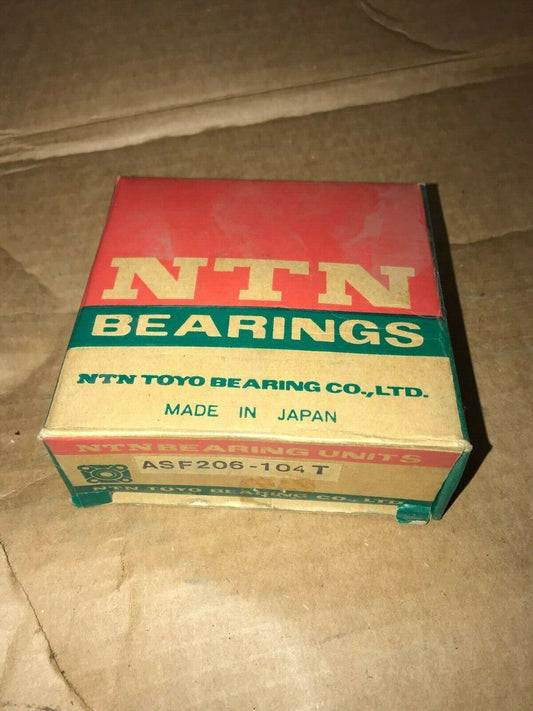 NTN
BEARINGS
NTN TOYO BEARING CO.,LTD.
MADE IN JAPAN
NTN BEARING UNITS
ASF206-104T
NTN TOYO BEARING CO., LTD